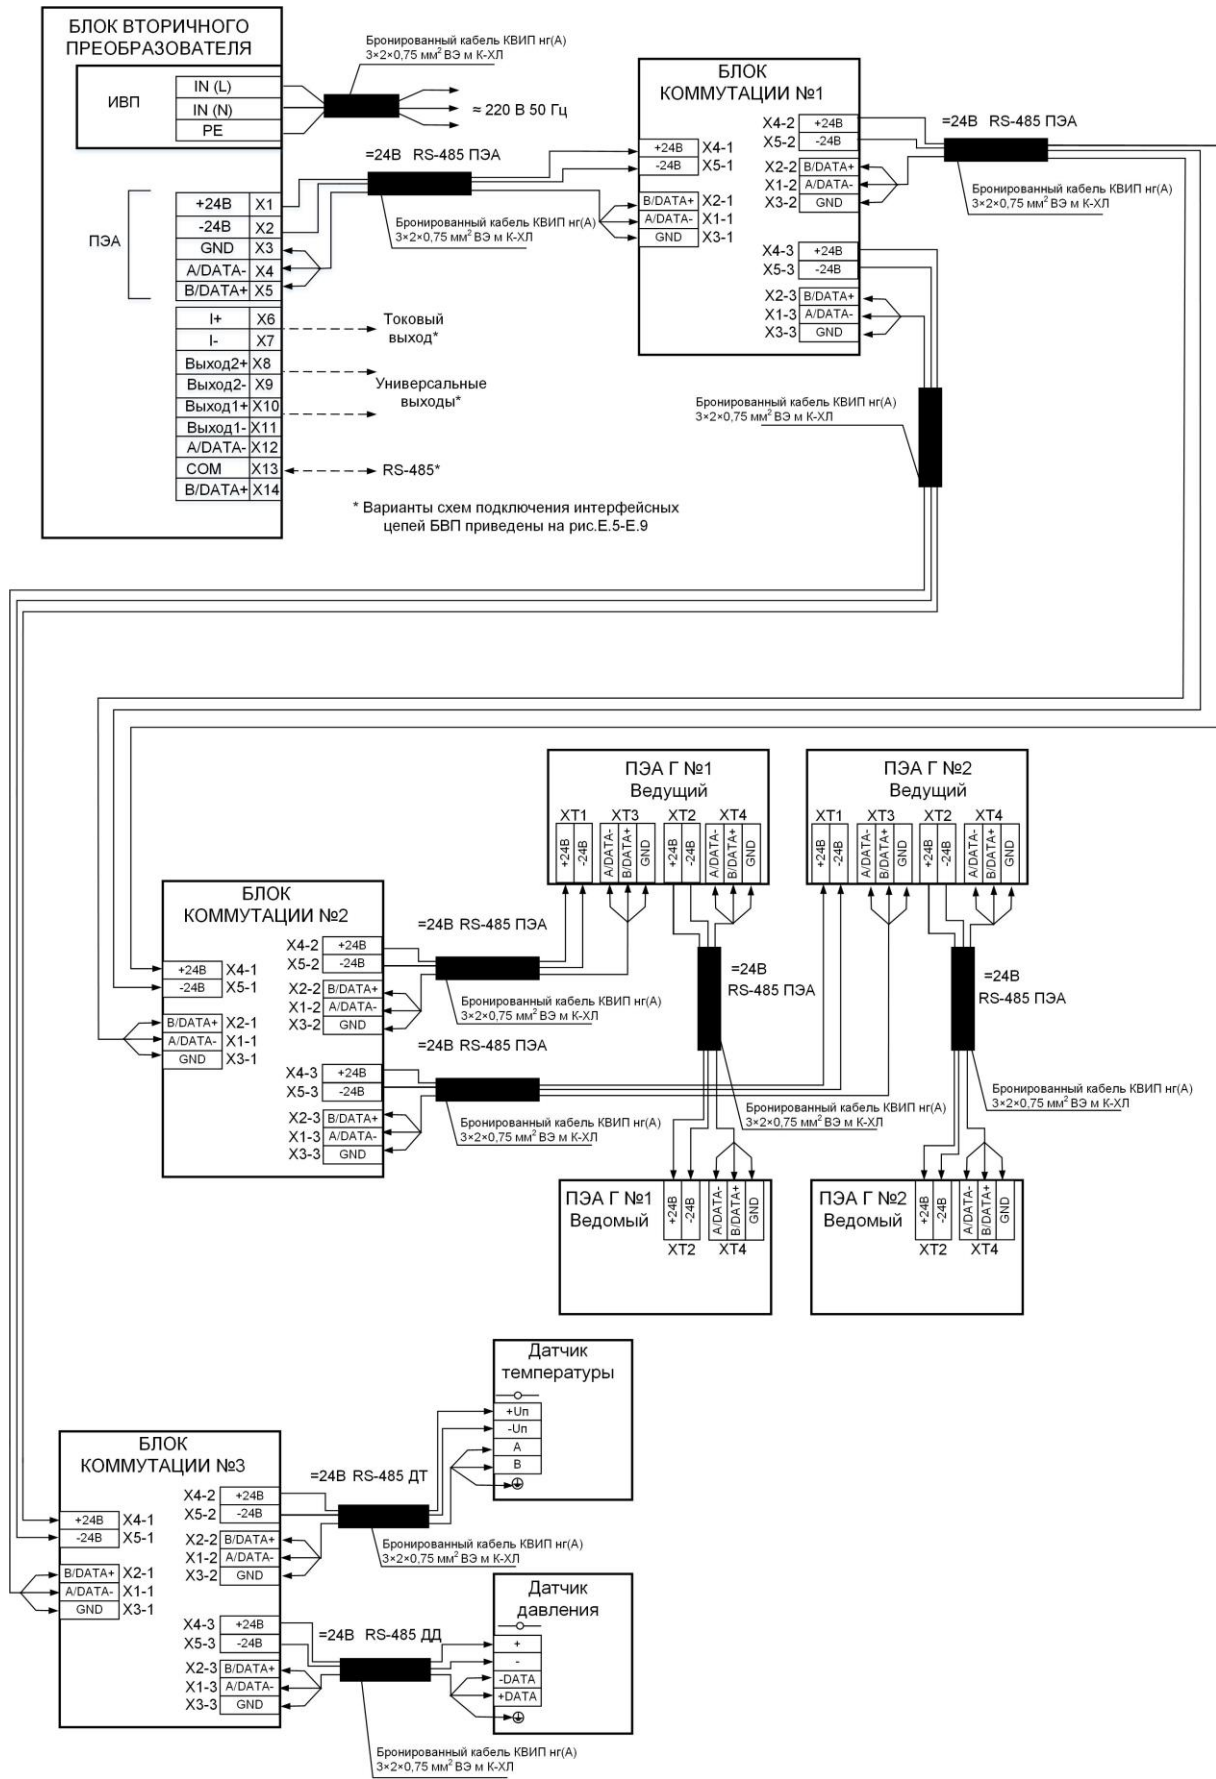 БЛОК ВТОРИЧНОГО
ПРЕОБРАЗОВАТЕЛЯ
ИВП
IN (L)
IN (N)
PE
Бронированный кабель КВИП нг(А)
3×2×0,75 мм² ВЭ м К-ХЛ
≈ 220 В 50 Гц
ПЭА
+24В X1
-24В X2
GND X3
A/DATA- X4
B/DATA+ X5
I+ X6
I- X7
Выход2+ X8
Выход2- X9
Выход1+ X10
Выход1- X11
A/DATA- X12
COM X13
B/DATA+ X14
=24В RS-485 ПЭА
Бронированный кабель КВИП нг(А)
3×2×0,75 мм² ВЭ м К-ХЛ
Токовый
выход*
Универсальные
выходы*
RS-485*
* Варианты схем подключения интерфейсных
цепей БВП приведены на рис.Е.5-Е.9
БЛОК
КОММУТАЦИИ №1
+24В X4-1
-24В X5-1
B/DATA+ X2-1
A/DATA- X1-1
GND X3-1
X4-2 +24В
X5-2 -24В
X2-2 B/DATA+
X1-2 A/DATA-
X3-2 GND
X4-3 +24В
X5-3 -24В
X2-3 B/DATA+
X1-3 A/DATA-
X3-3 GND
=24В RS-485 ПЭА
Бронированный кабель КВИП нг(А)
3×2×0,75 мм² ВЭ м К-ХЛ
Бронированный кабель КВИП нг(А)
3×2×0,75 мм² ВЭ м К-ХЛ
ПЭА Г №1
Ведущий
XT1 XT3 XT2 XT4
+24В -24В A/DATA- B/DATA+ GND +24В -24В A/DATA- B/DATA+ GND
ПЭА Г №2
Ведущий
XT1 XT3 XT2 XT4
+24В -24В A/DATA- B/DATA+ GND +24В -24В A/DATA- B/DATA+ GND
БЛОК
КОММУТАЦИИ №2
+24В X4-1
-24В X5-1
B/DATA+ X2-1
A/DATA- X1-1
GND X3-1
X4-2 +24В
X5-2 -24В
X2-2 B/DATA+
X1-2 A/DATA-
X3-2 GND
X4-3 +24В
X5-3 -24В
X2-3 B/DATA+
X1-3 A/DATA-
X3-3 GND
=24В RS-485 ПЭА
Бронированный кабель КВИП нг(А)
3×2×0,75 мм² ВЭ м К-ХЛ
=24В RS-485 ПЭА
Бронированный кабель КВИП нг(А)
3×2×0,75 мм² ВЭ м К-ХЛ
=24В
RS-485 ПЭА
Бронированный кабель КВИП нг(А)
3×2×0,75 мм² ВЭ м К-ХЛ
=24В
RS-485 ПЭА
Бронированный кабель КВИП нг(А)
3×2×0,75 мм² ВЭ м К-ХЛ
ПЭА Г №1
Ведомый
+24В -24В A/DATA- B/DATA+ GND
XT2 XT4
ПЭА Г №2
Ведомый
+24В -24В A/DATA- B/DATA+ GND
XT2 XT4
Датчик
температуры
+Uп
-Uп
A
B
БЛОК
КОММУТАЦИИ №3
+24В X4-1
-24В X5-1
B/DATA+ X2-1
A/DATA- X1-1
GND X3-1
X4-2 +24В
X5-2 -24В
X2-2 B/DATA+
X1-2 A/DATA-
X3-2 GND
X4-3 +24В
X5-3 -24В
X2-3 B/DATA+
X1-3 A/DATA-
X3-3 GND
=24В RS-485 ДТ
Бронированный кабель КВИП нг(А)
3×2×0,75 мм² ВЭ м К-ХЛ
Датчик
давления
+
-
-DATA
+DATA
=24В RS-485 ДД
Бронированный кабель КВИП нг(А)
3×2×0,75 мм² ВЭ м К-ХЛ